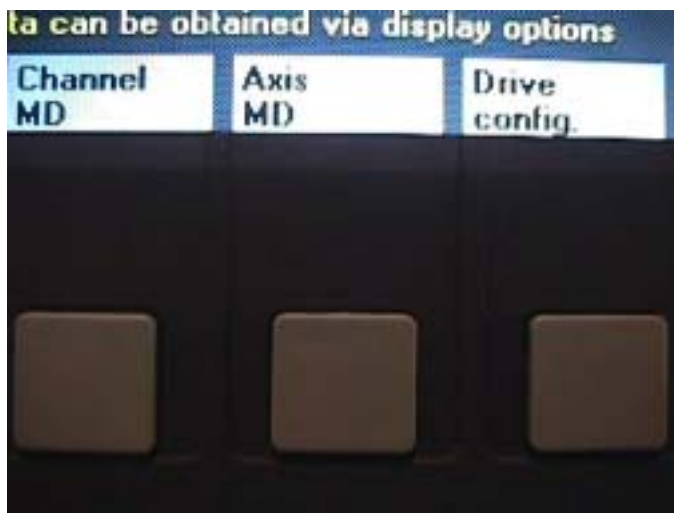 ta can be obtained via display options
Channel
MD
Axis
MD
Drive
config.